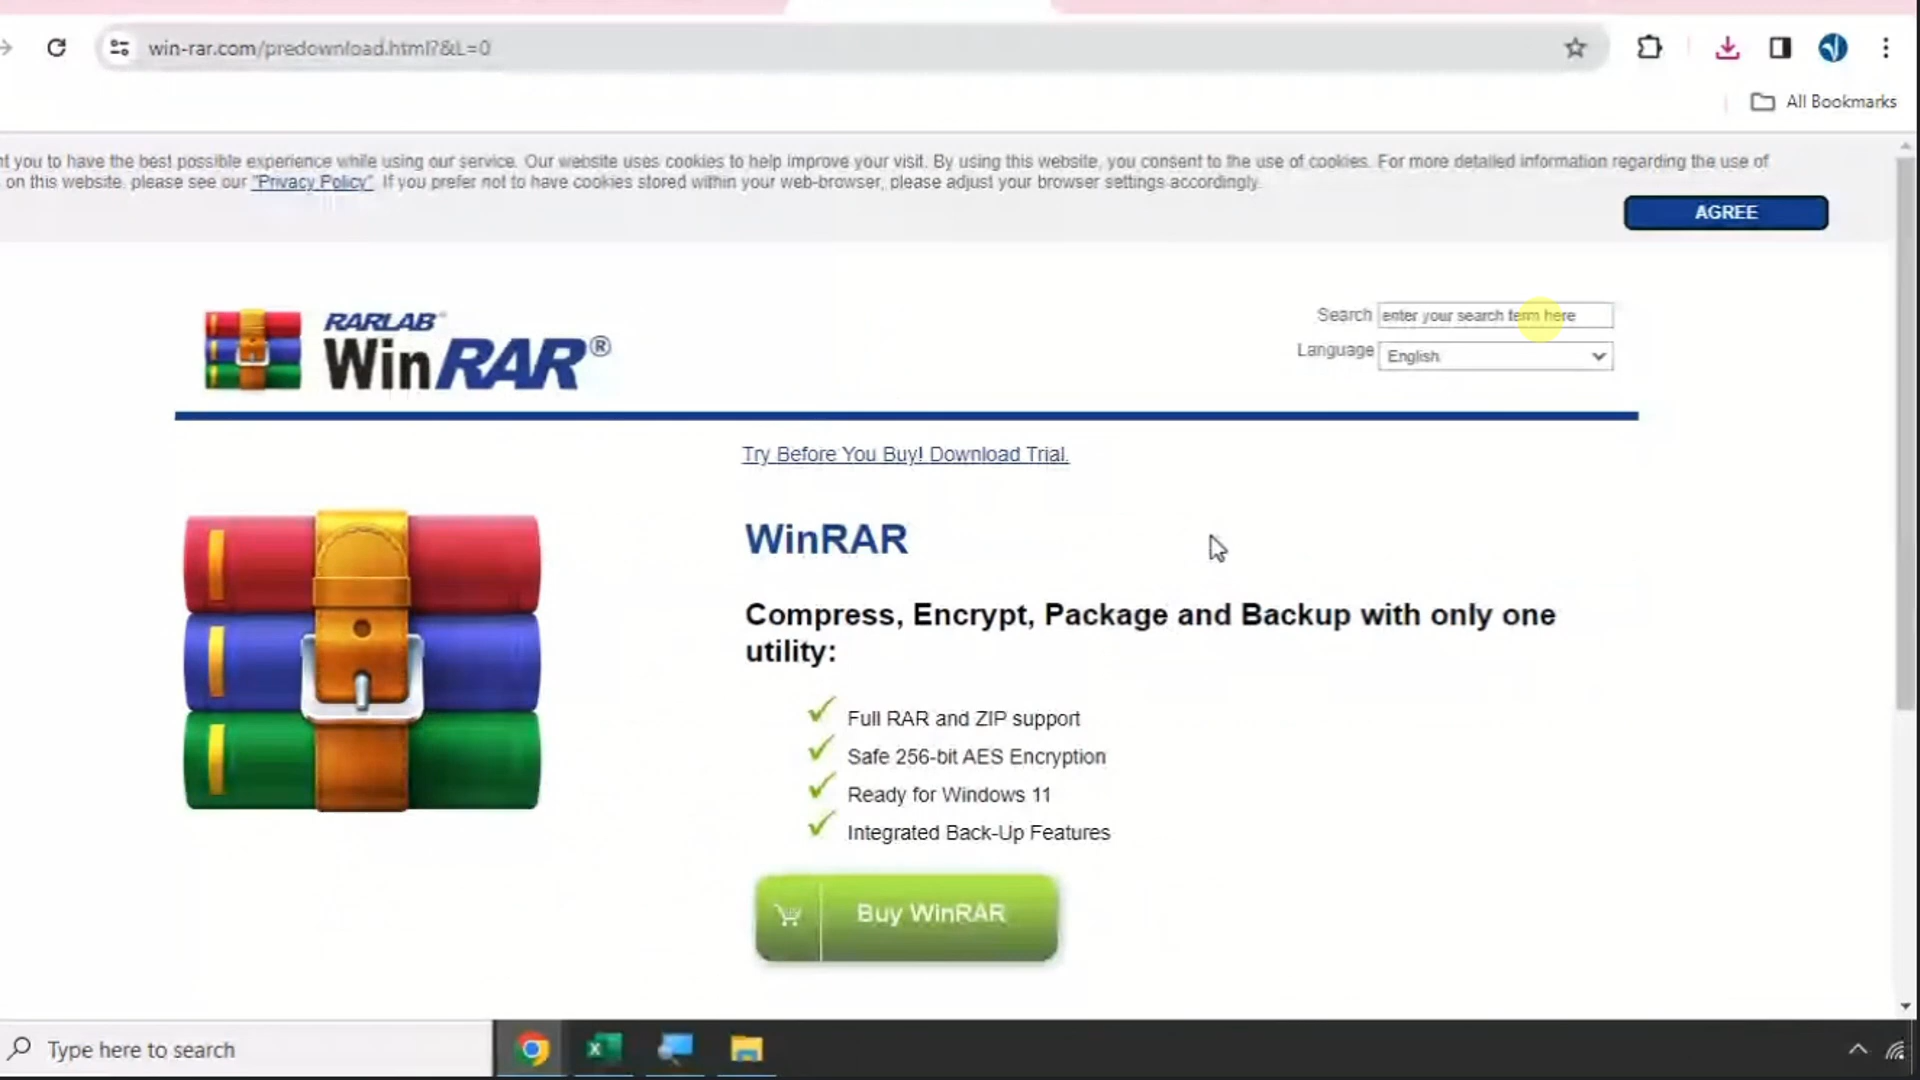 win-rar.com/predownload.html?&L=0
All Bookmarks
you to have the best possible experience while using our service. Our website uses cookies to help improve your visit. By using this website, you consent to the use of cookies. For more detailed information regarding the use of
on this website, please see our "Privacy Policy". If you prefer not to have cookies stored within your web-browser, please adjust your browser settings accordingly.
AGREE
RARLAB®
WinRAR®
Search enter your search term here
Language English
Try Before You Buy! Download Trial.
WinRAR
Compress, Encrypt, Package and Backup with only one
utility:
Full RAR and ZIP support
Safe 256-bit AES Encryption
Ready for Windows 11
Integrated Back-Up Features
Buy WinRAR
Type here to search